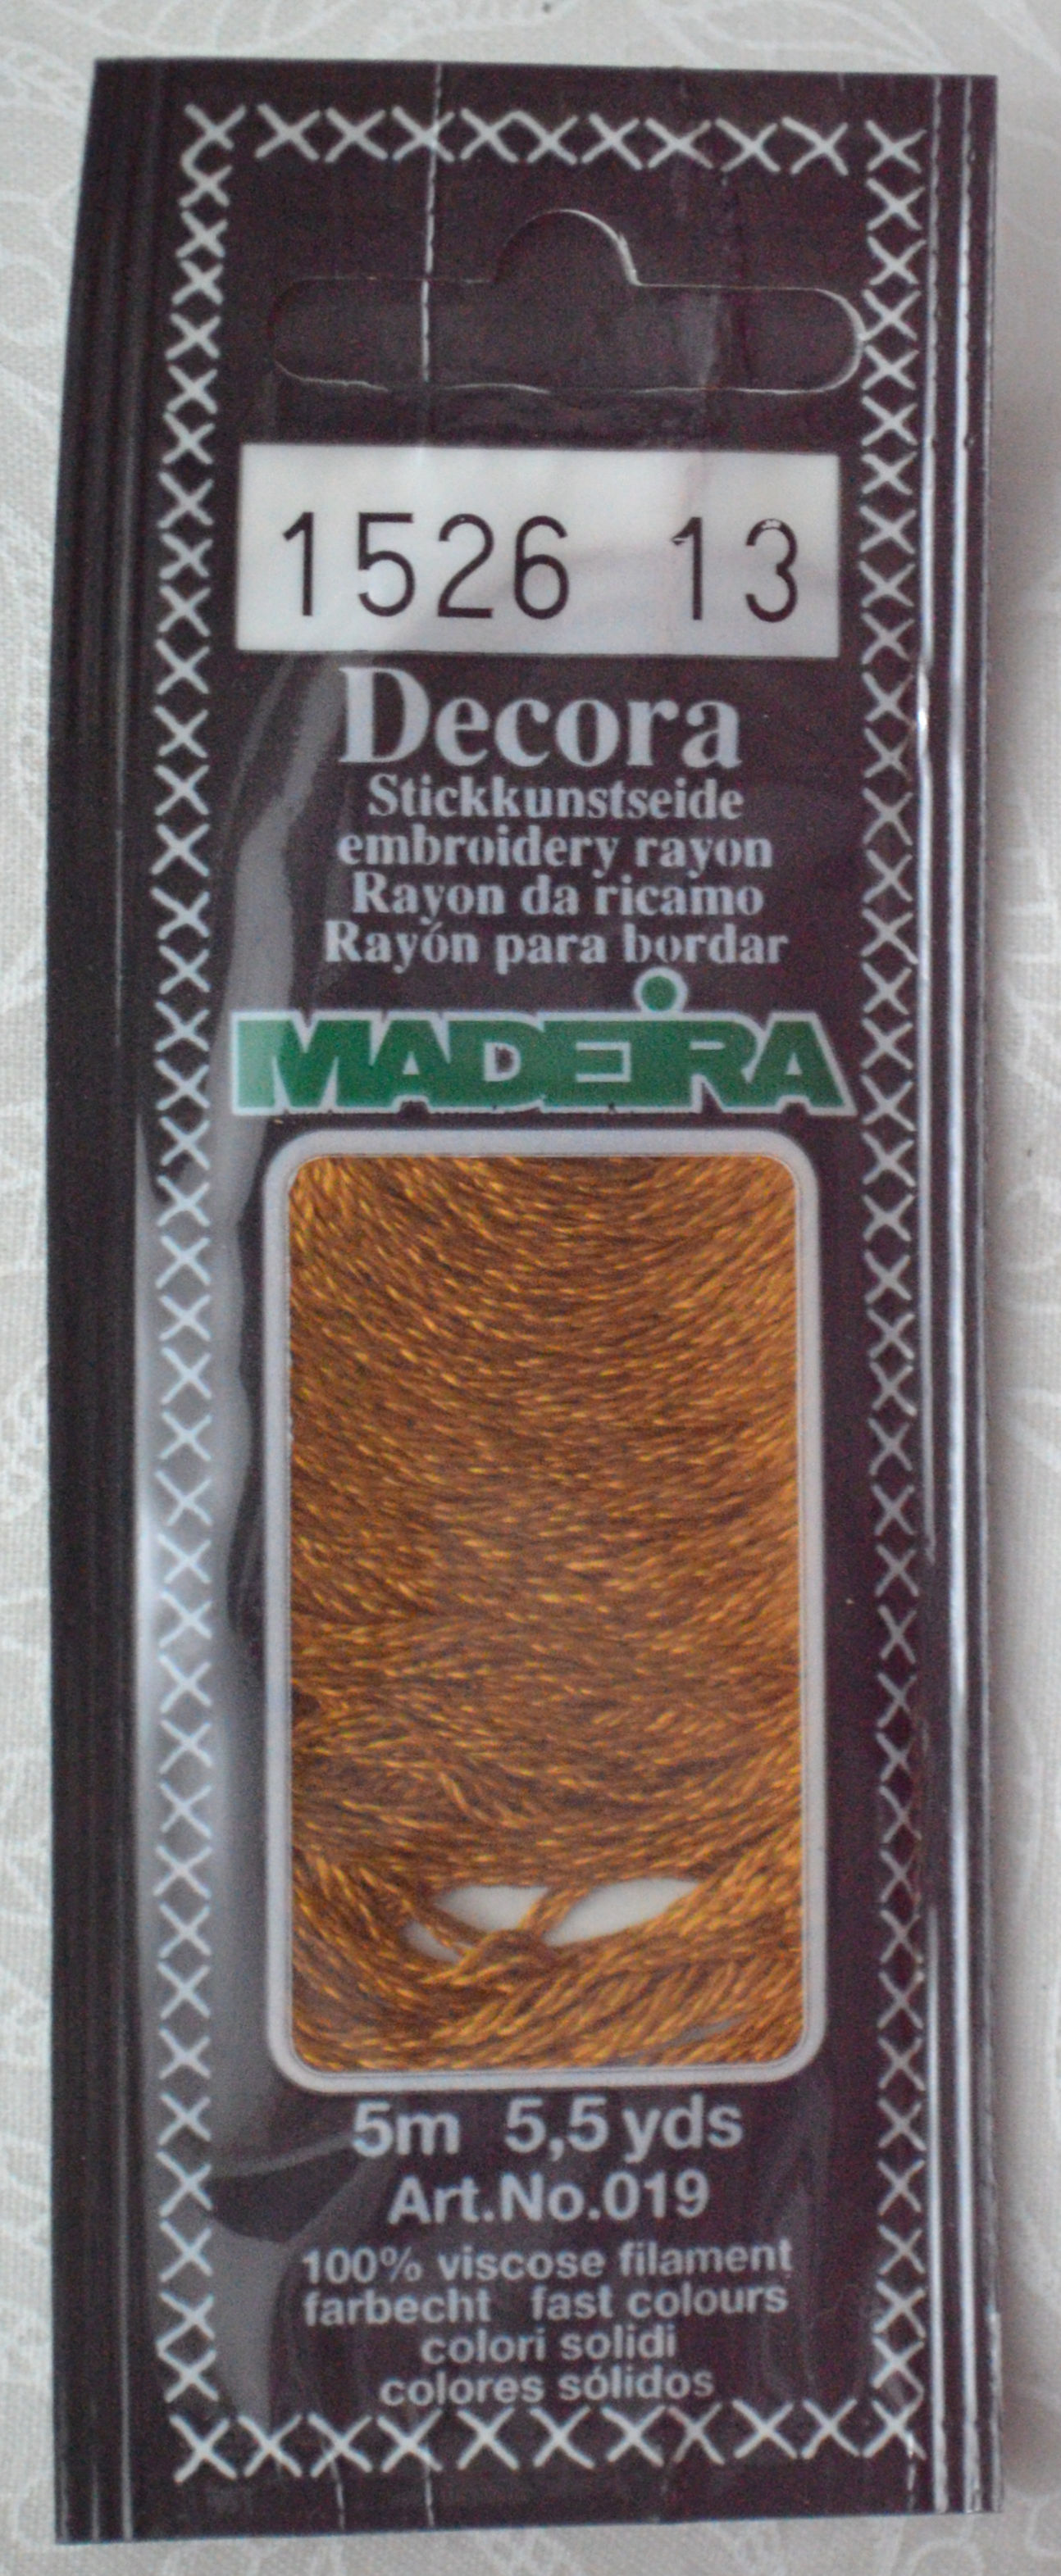 1526 13
Decora
Stickkunstseide
embroidery rayon
Rayon da ricamo
Rayón para bordar
MADEIRA
5m 5,5 yds
Art.No.019
100% viscose filament
farbecht fast colours
colori solidi
colores sólidos